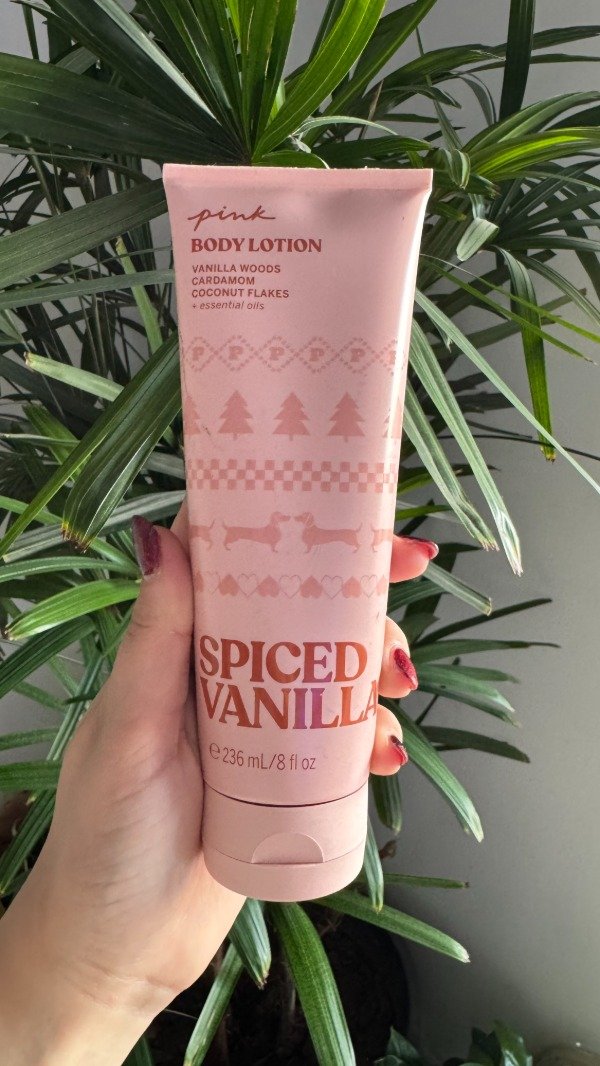 pink
BODY LOTION
VANILLA WOODS
CARDAMOM
COCONUT FLAKES
+ essential oils
P P P P P P
SPICED
VANILLA
℮ 236 mL/8 fl oz